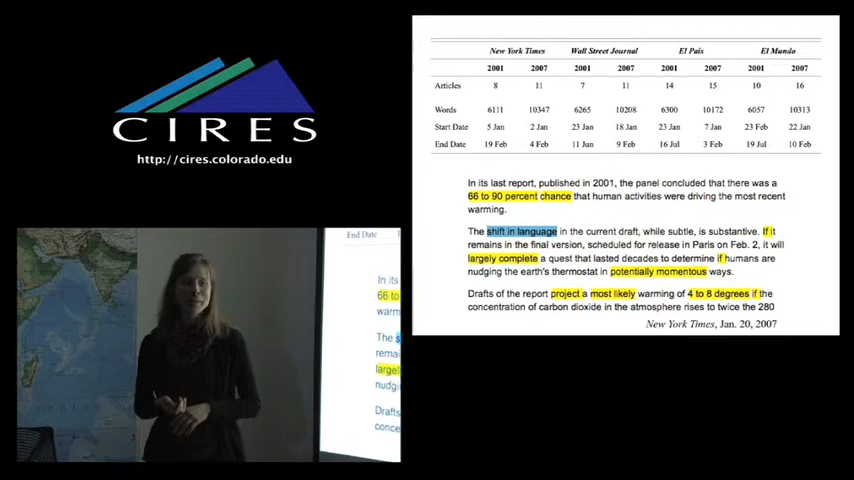 CIRES
http://cires.colorado.edu
New York Times Wall Street Journal El País El Mundo
2001 2007 2001 2007 2001 2007 2001 2007
Articles 8 11 7 11 14 15 10 16
Words 6111 10347 6265 10208 6300 10172 6057 10313
Start Date 5 Jan 2 Jan 23 Jan 18 Jan 23 Jan 7 Jan 23 Feb 22 Jan
End Date 19 Feb 4 Feb 11 Jun 9 Feb 16 Jul 3 Feb 19 Jul 10 Feb
In its last report, published in 2001, the panel concluded that there was a
66 to 90 percent chance that human activities were driving the most recent
warming.
The shift in language in the current draft, while subtle, is substantive. If it
remains in the final version, scheduled for release in Paris on Feb. 2, it will
largely complete a quest that lasted decades to determine if humans are
nudging the earth's thermostat in potentially momentous ways.
Drafts of the report project a most likely warming of 4 to 8 degrees if the
concentration of carbon dioxide in the atmosphere rises to twice the 280
New York Times, Jan. 20, 2007
End Date
In its
66 to
warm
The s
rema
largel
nudgi
Drafts
conce